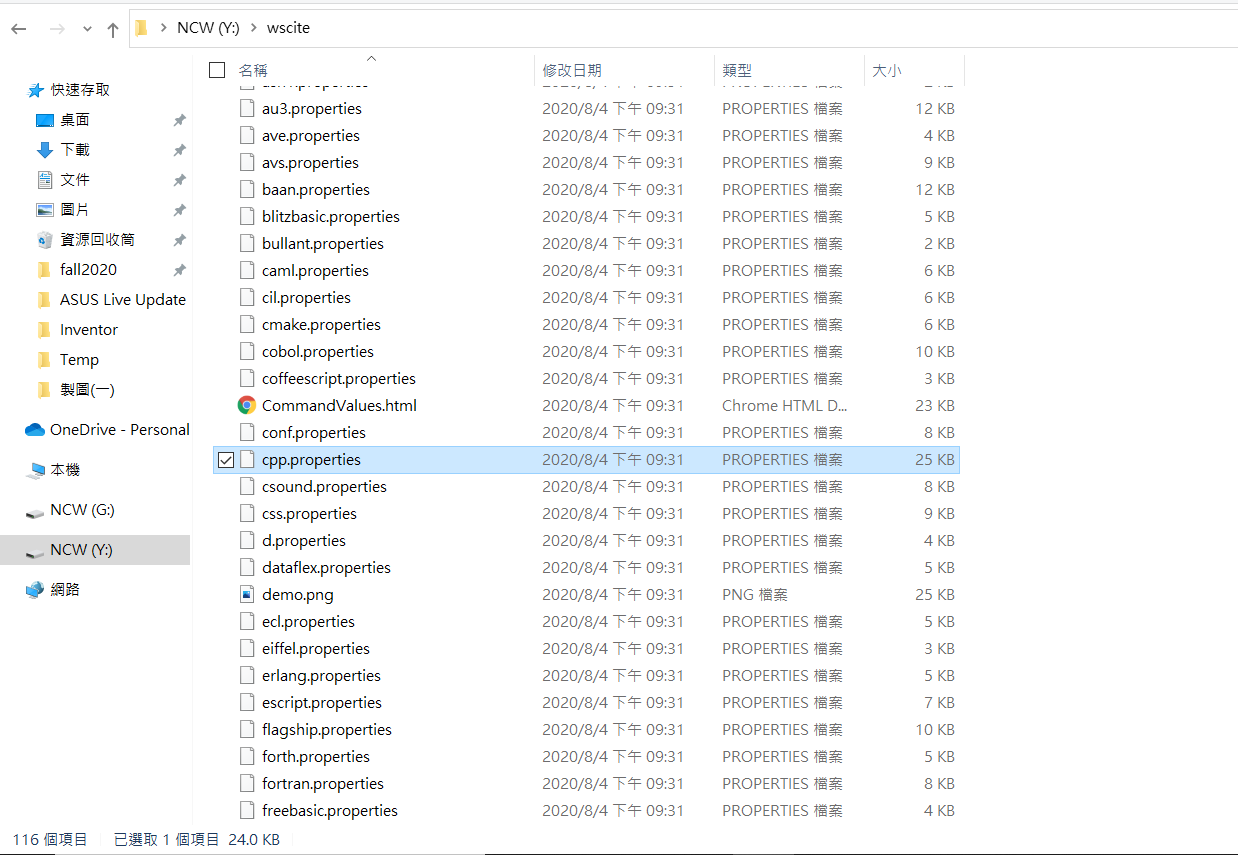 NCW (Y:) > wscite
名稱 修改日期 類型 大小
快速存取
桌面
下載
文件
圖片
資源回收筒
fall2020
ASUS Live Update
Inventor
Temp
製圖(一)
OneDrive - Personal
本機
NCW (G:)
NCW (Y:)
網路
au3.properties 2020/8/4 下午 09:31 PROPERTIES 檔案 12 KB
ave.properties 2020/8/4 下午 09:31 PROPERTIES 檔案 4 KB
avs.properties 2020/8/4 下午 09:31 PROPERTIES 檔案 9 KB
baan.properties 2020/8/4 下午 09:31 PROPERTIES 檔案 12 KB
blitzbasic.properties 2020/8/4 下午 09:31 PROPERTIES 檔案 5 KB
bullant.properties 2020/8/4 下午 09:31 PROPERTIES 檔案 2 KB
caml.properties 2020/8/4 下午 09:31 PROPERTIES 檔案 6 KB
cil.properties 2020/8/4 下午 09:31 PROPERTIES 檔案 6 KB
cmake.properties 2020/8/4 下午 09:31 PROPERTIES 檔案 6 KB
cobol.properties 2020/8/4 下午 09:31 PROPERTIES 檔案 10 KB
coffeescript.properties 2020/8/4 下午 09:31 PROPERTIES 檔案 3 KB
CommandValues.html 2020/8/4 下午 09:31 Chrome HTML D... 23 KB
conf.properties 2020/8/4 下午 09:31 PROPERTIES 檔案 8 KB
cpp.properties 2020/8/4 下午 09:31 PROPERTIES 檔案 25 KB
csound.properties 2020/8/4 下午 09:31 PROPERTIES 檔案 8 KB
css.properties 2020/8/4 下午 09:31 PROPERTIES 檔案 9 KB
d.properties 2020/8/4 下午 09:31 PROPERTIES 檔案 4 KB
dataflex.properties 2020/8/4 下午 09:31 PROPERTIES 檔案 5 KB
demo.png 2020/8/4 下午 09:31 PNG 檔案 25 KB
ecl.properties 2020/8/4 下午 09:31 PROPERTIES 檔案 5 KB
eiffel.properties 2020/8/4 下午 09:31 PROPERTIES 檔案 3 KB
erlang.properties 2020/8/4 下午 09:31 PROPERTIES 檔案 5 KB
escript.properties 2020/8/4 下午 09:31 PROPERTIES 檔案 7 KB
flagship.properties 2020/8/4 下午 09:31 PROPERTIES 檔案 10 KB
forth.properties 2020/8/4 下午 09:31 PROPERTIES 檔案 5 KB
fortran.properties 2020/8/4 下午 09:31 PROPERTIES 檔案 8 KB
freebasic.properties 2020/8/4 下午 09:31 PROPERTIES 檔案 4 KB
116 個項目 已選取 1 個項目 24.0 KB